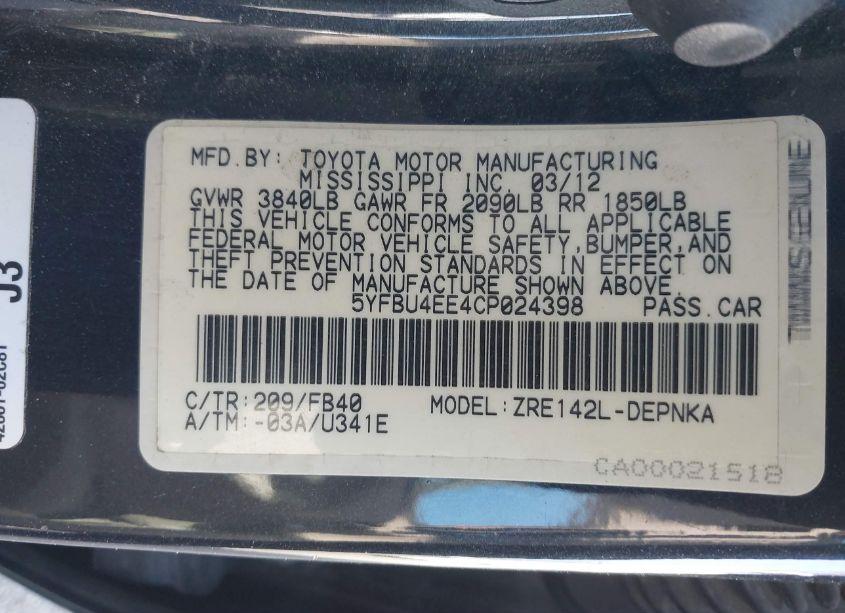 MFD.BY: TOYOTA MOTOR MANUFACTURING
MISSISSIPPI INC. 03/12
GVWR 3840LB GAWR FR 2090LB RR 1850LB
THIS VEHICLE CONFORMS TO ALL APPLICABLE
FEDERAL MOTOR VEHICLE SAFETY,BUMPER,AND
THEFT PREVENTION STANDARDS IN EFFECT ON
THE DATE OF MANUFACTURE SHOWN ABOVE.
5YFBU4EE4CP024398 PASS.CAR
C/TR:209/FB40 MODEL:ZRE142L-DEPNKA
A/TM:-03A/U341E
CA00021518
J3